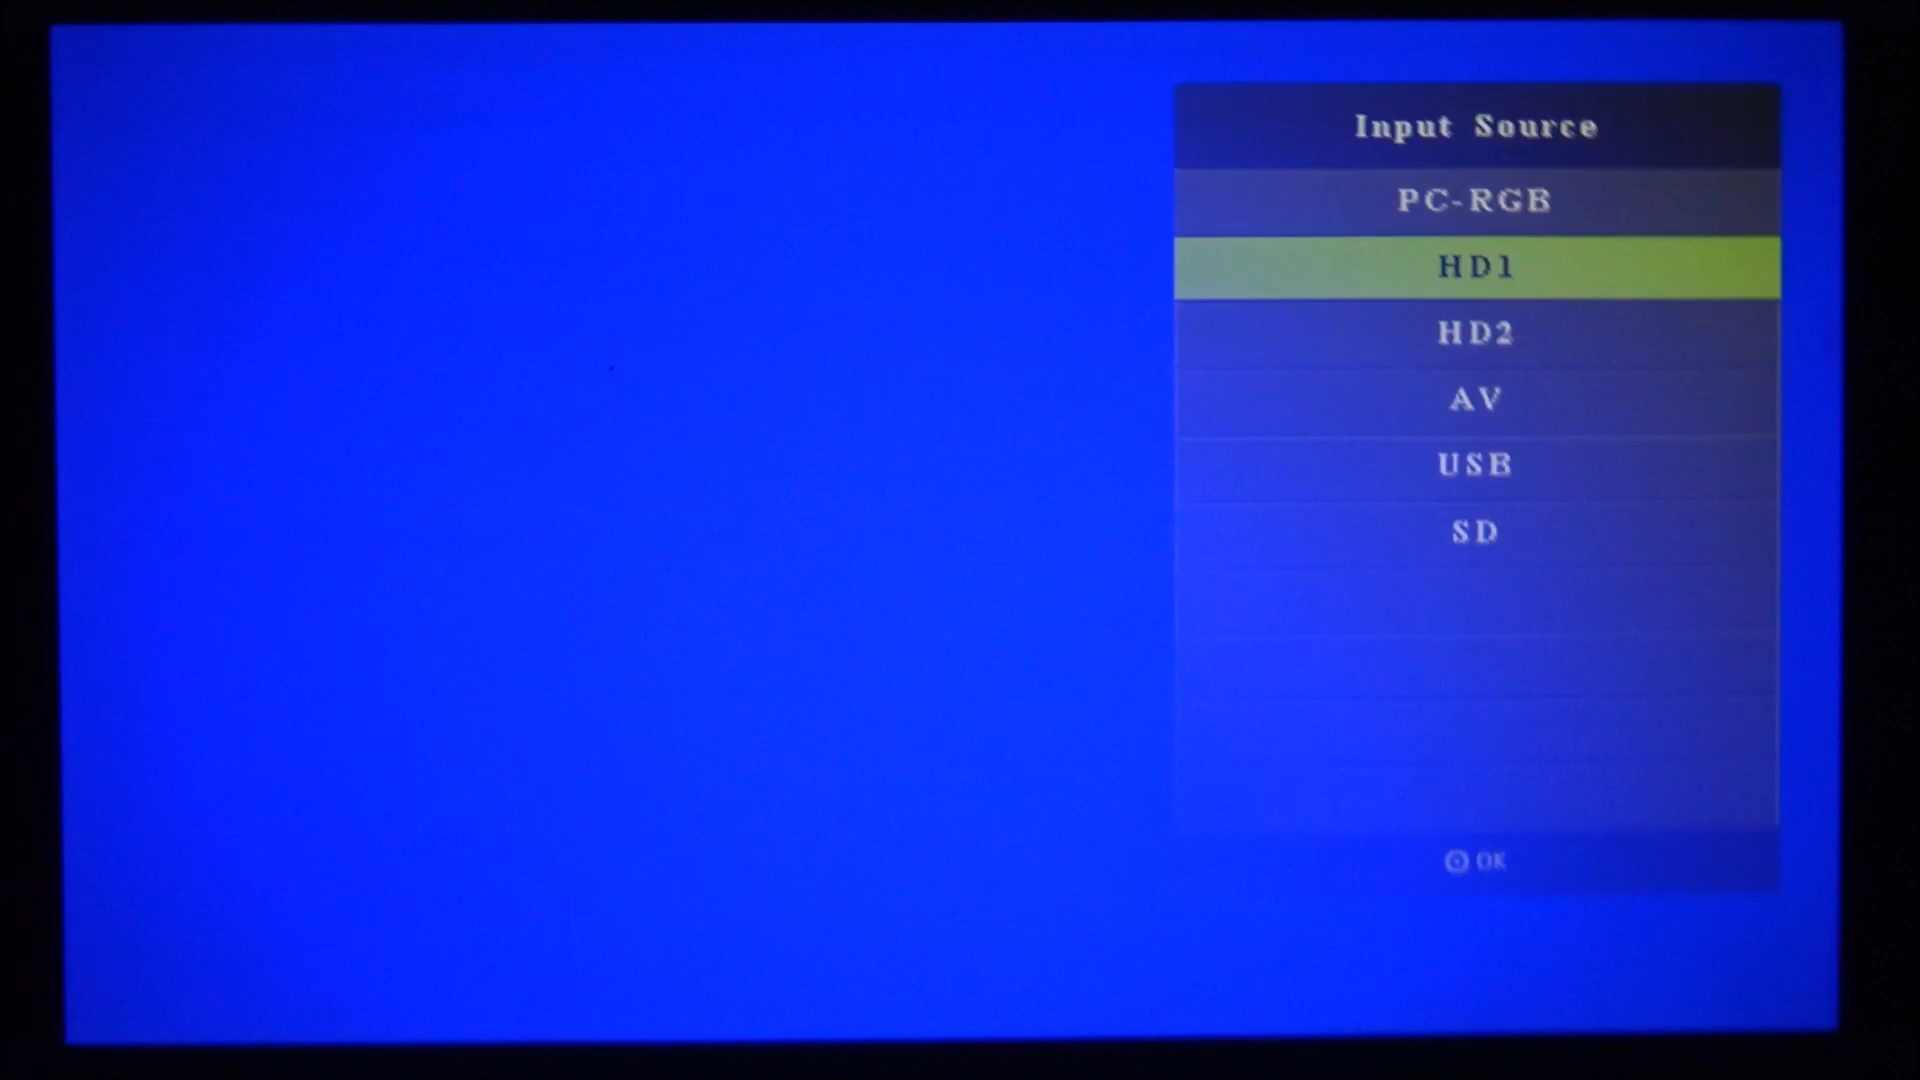 Input Source
PC-RGB
HD1
HD2
AV
USB
SD
OK